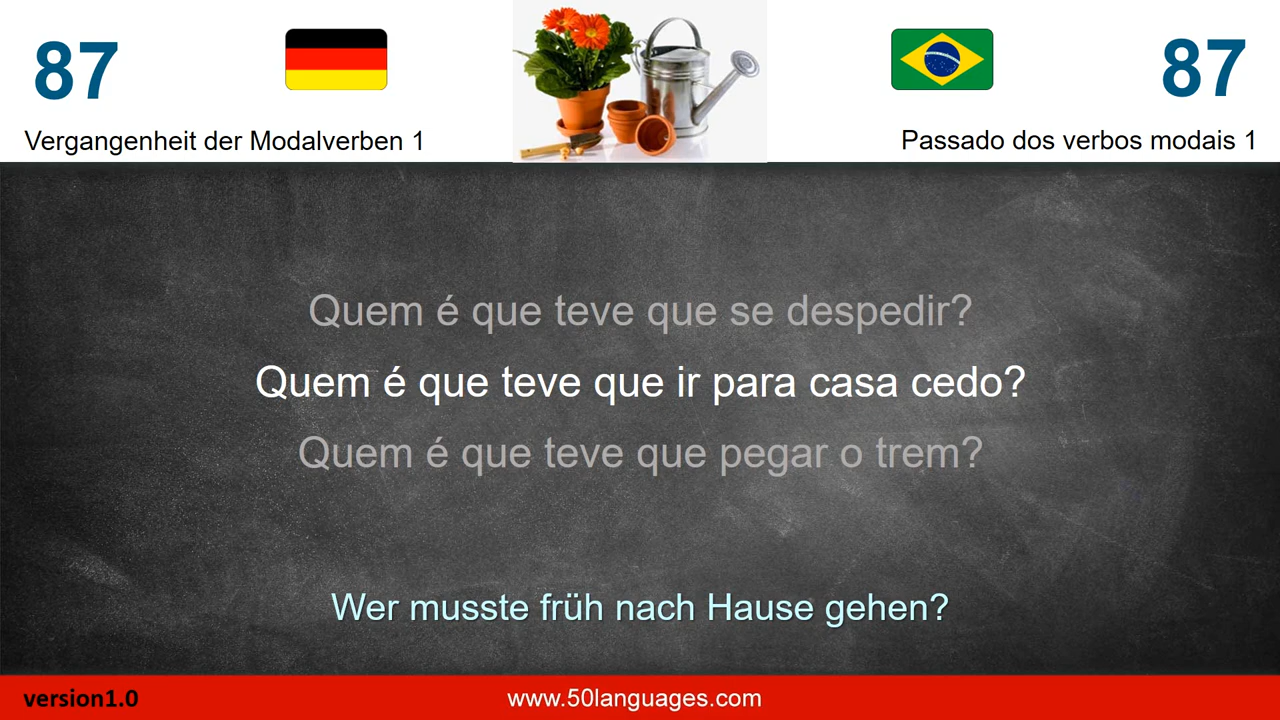 87
87
Vergangenheit der Modalverben 1
Passado dos verbos modais 1
Quem é que teve que se despedir?
Quem é que teve que ir para casa cedo?
Quem é que teve que pegar o trem?
Wer musste früh nach Hause gehen?
version1.0
www.50languages.com